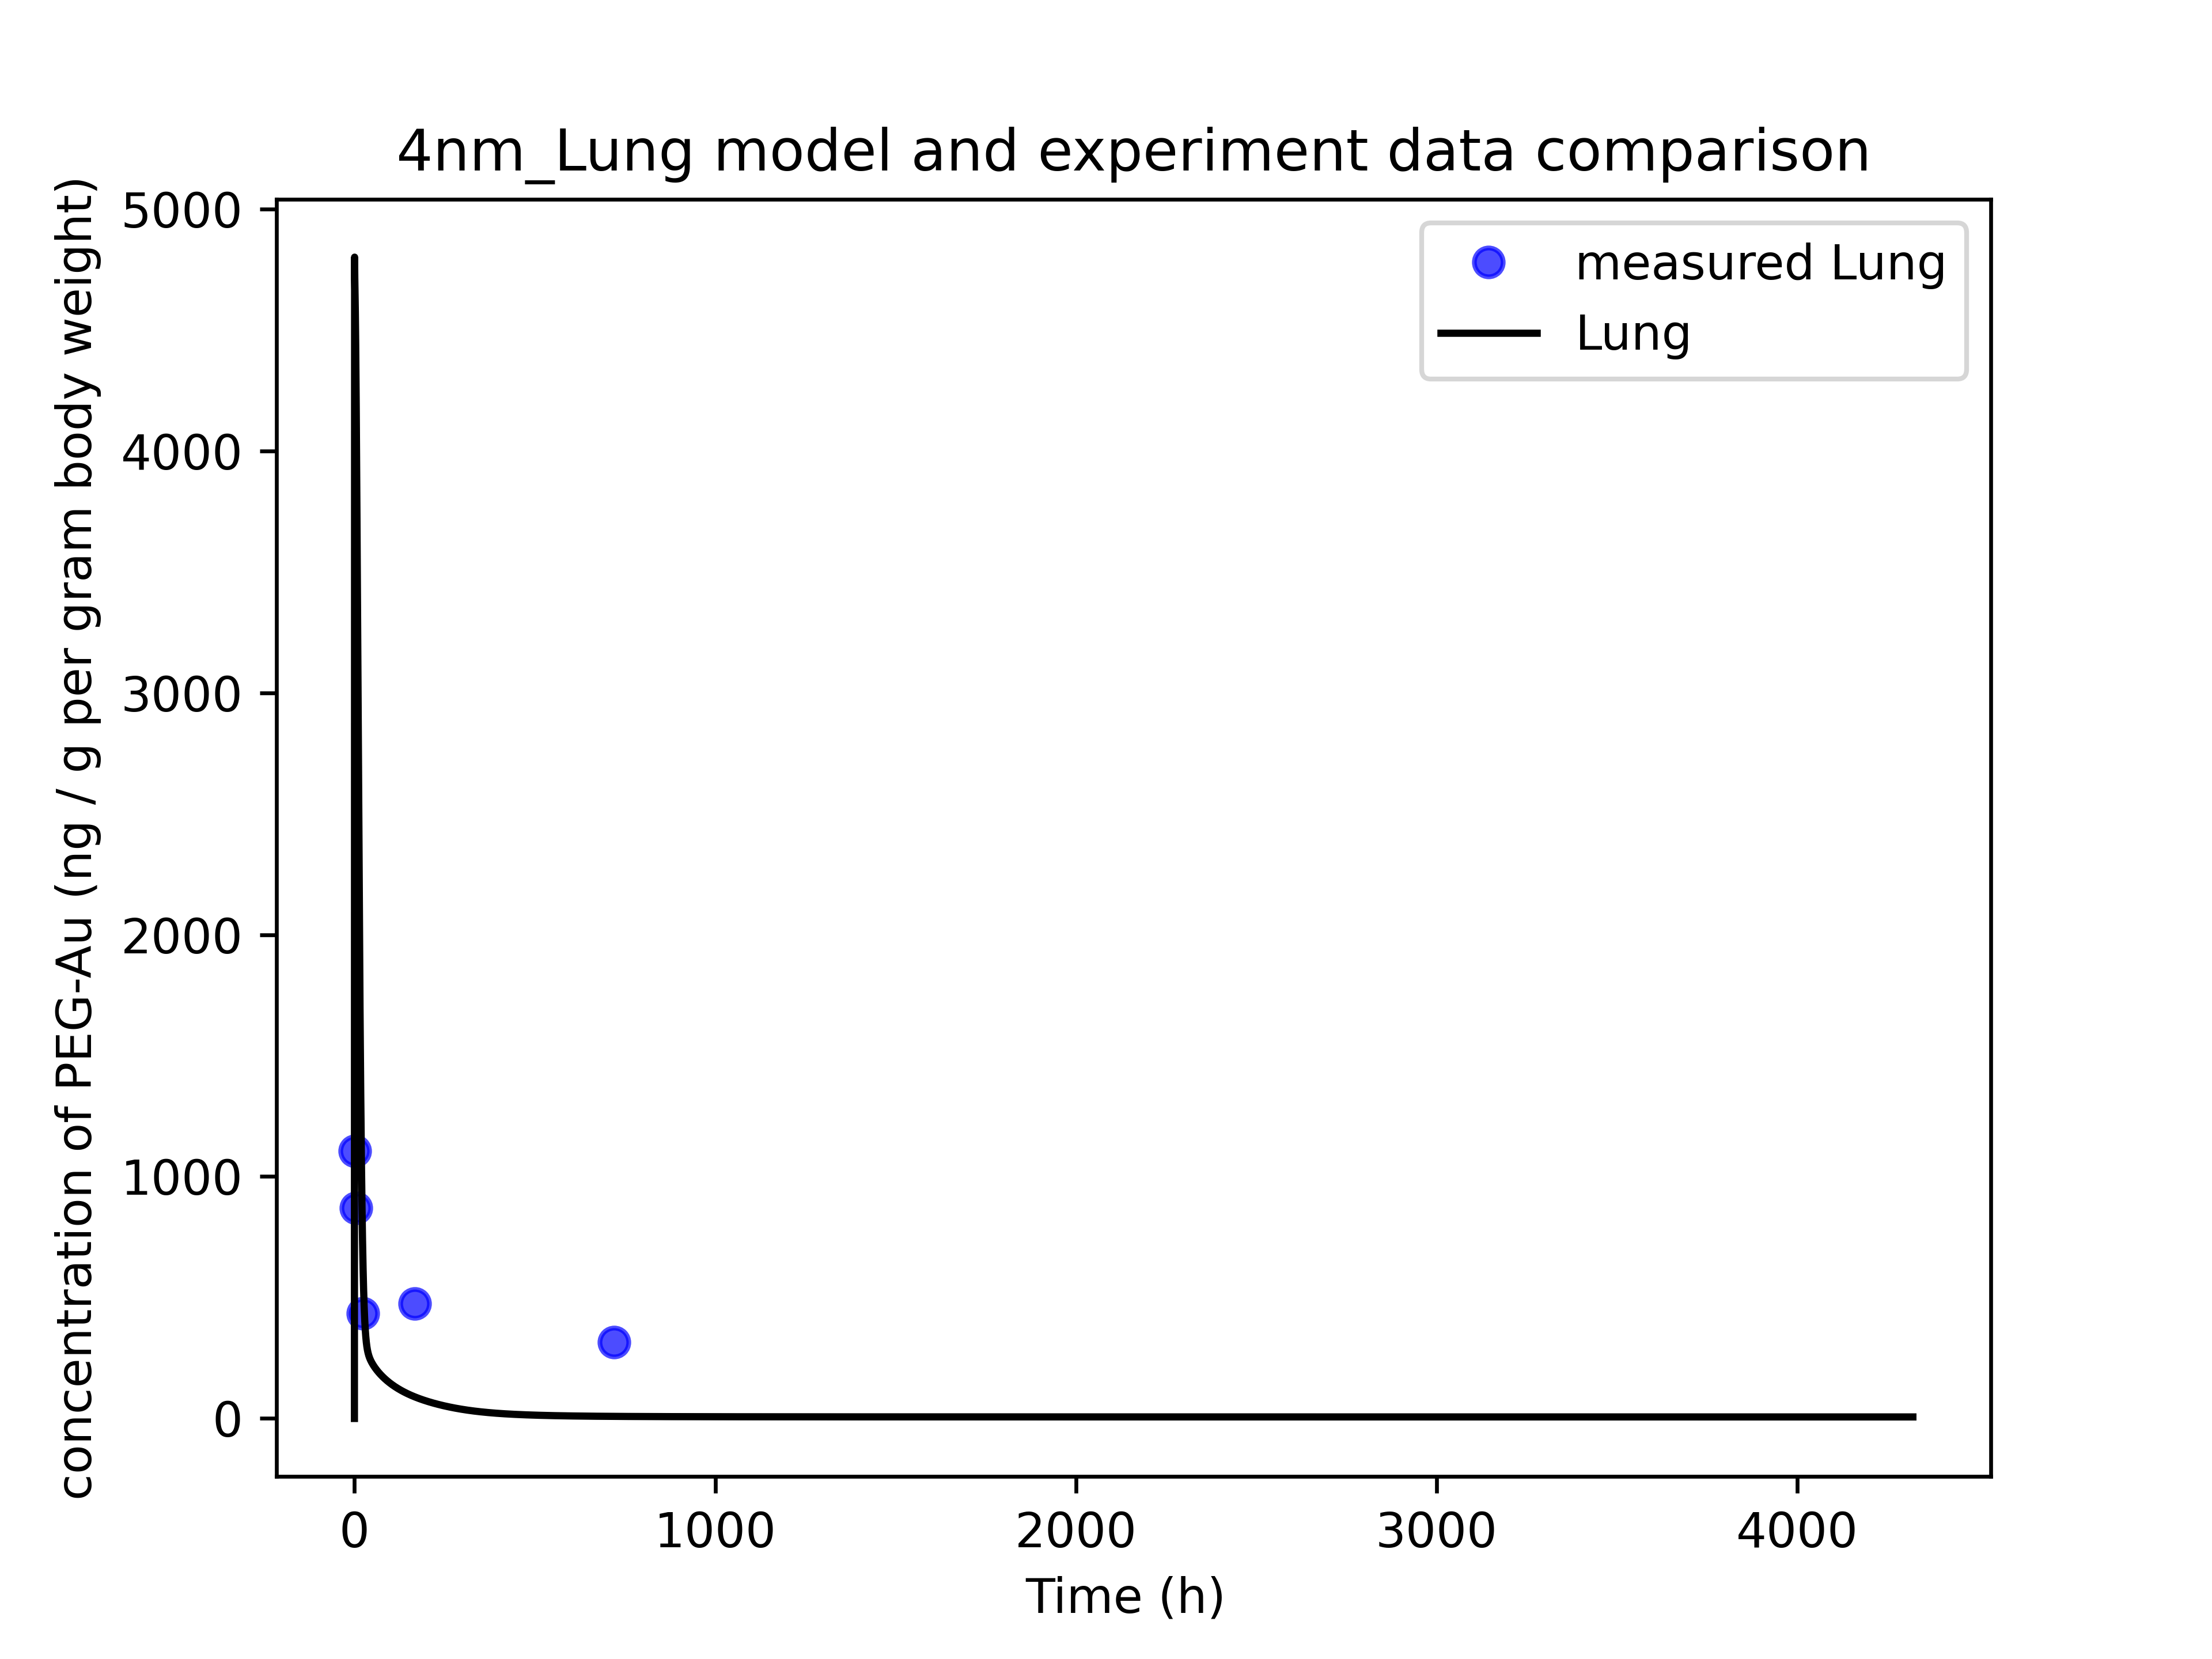 4nm_Lung model and experiment data comparison
concentration of PEG-Au (ng / g per gram body weight)
5000
4000
3000
2000
1000
0
measured Lung
Lung
0 1000 2000 3000 4000
Time (h)